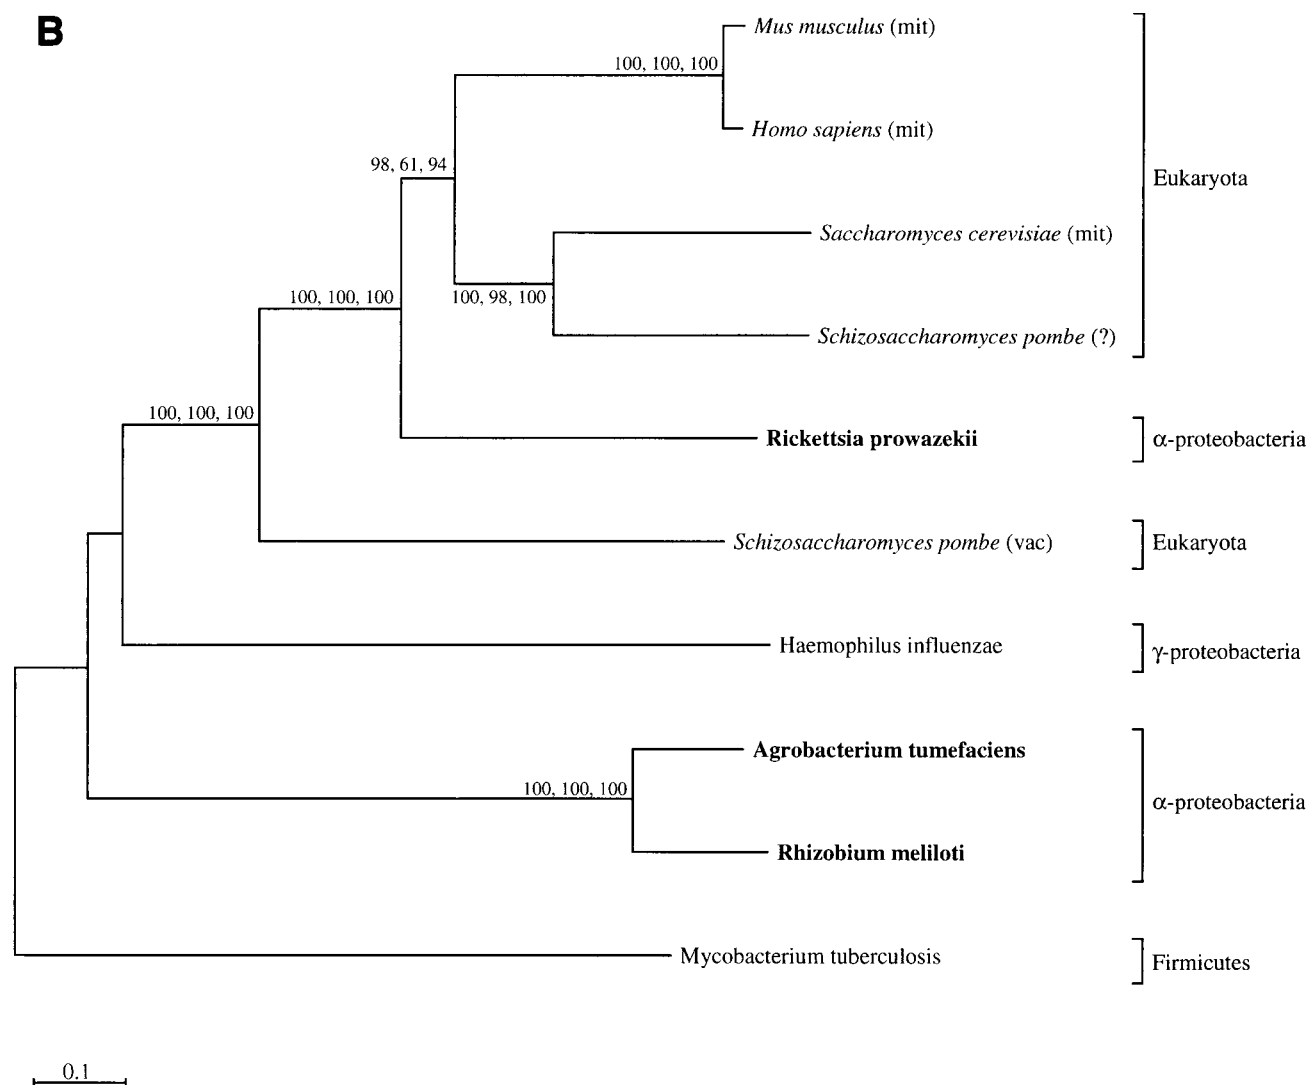 B
Mus musculus (mit)
100, 100, 100
Homo sapiens (mit)
98, 61, 94
Eukaryota
Saccharomyces cerevisiae (mit)
100, 100, 100
100, 98, 100
Schizosaccharomyces pombe (?)
100, 100, 100
Rickettsia prowazekii
α-proteobacteria
Schizosaccharomyces pombe (vac)
Eukaryota
Haemophilus influenzae
γ-proteobacteria
Agrobacterium tumefaciens
100, 100, 100
α-proteobacteria
Rhizobium meliloti
Mycobacterium tuberculosis
Firmicutes
0.1